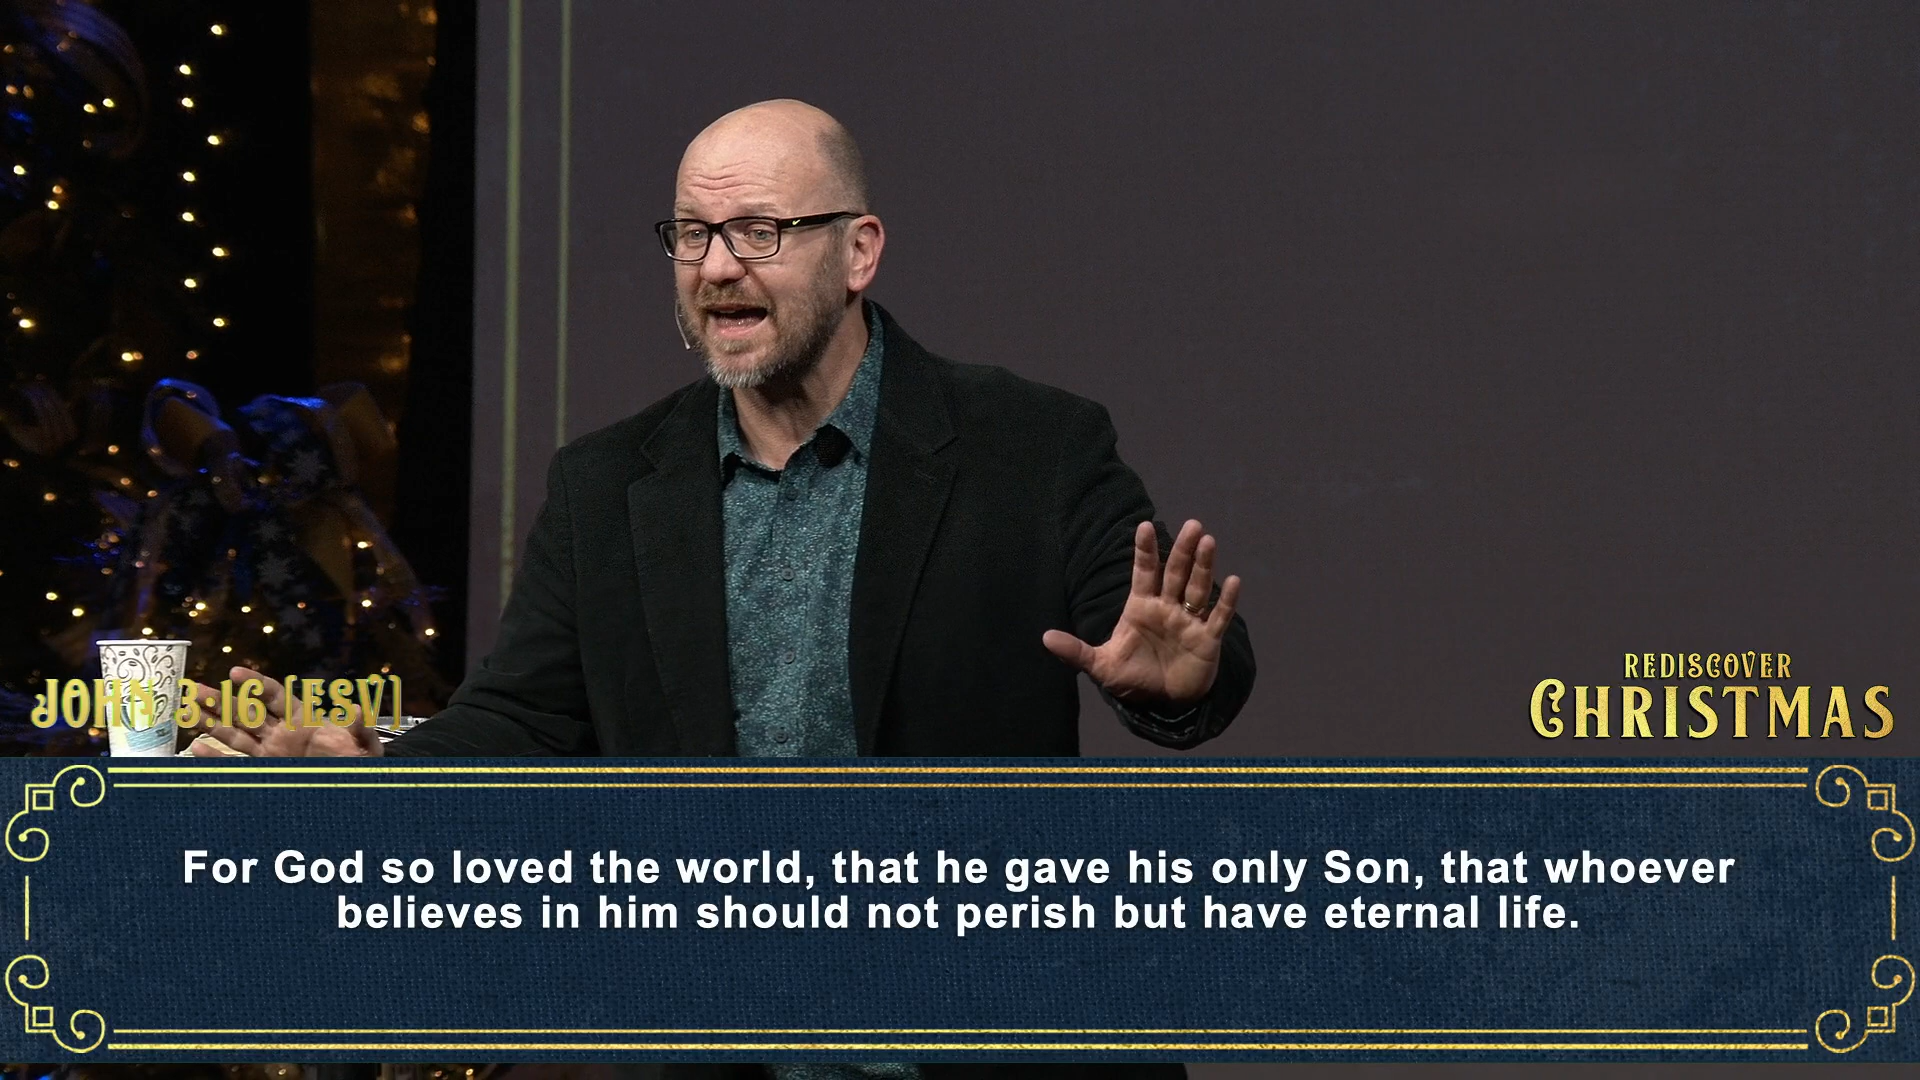 REDISCOVER
CHRISTMAS
JOHN 3:16 (ESV)
For God so loved the world, that he gave his only Son, that whoever
believes in him should not perish but have eternal life.